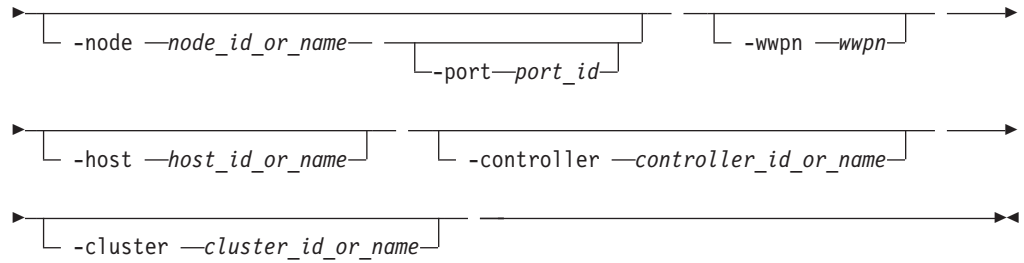 -node node_id_or_name -wwpn wwpn
-port port_id
-host host_id_or_name -controller controller_id_or_name
-cluster cluster_id_or_name